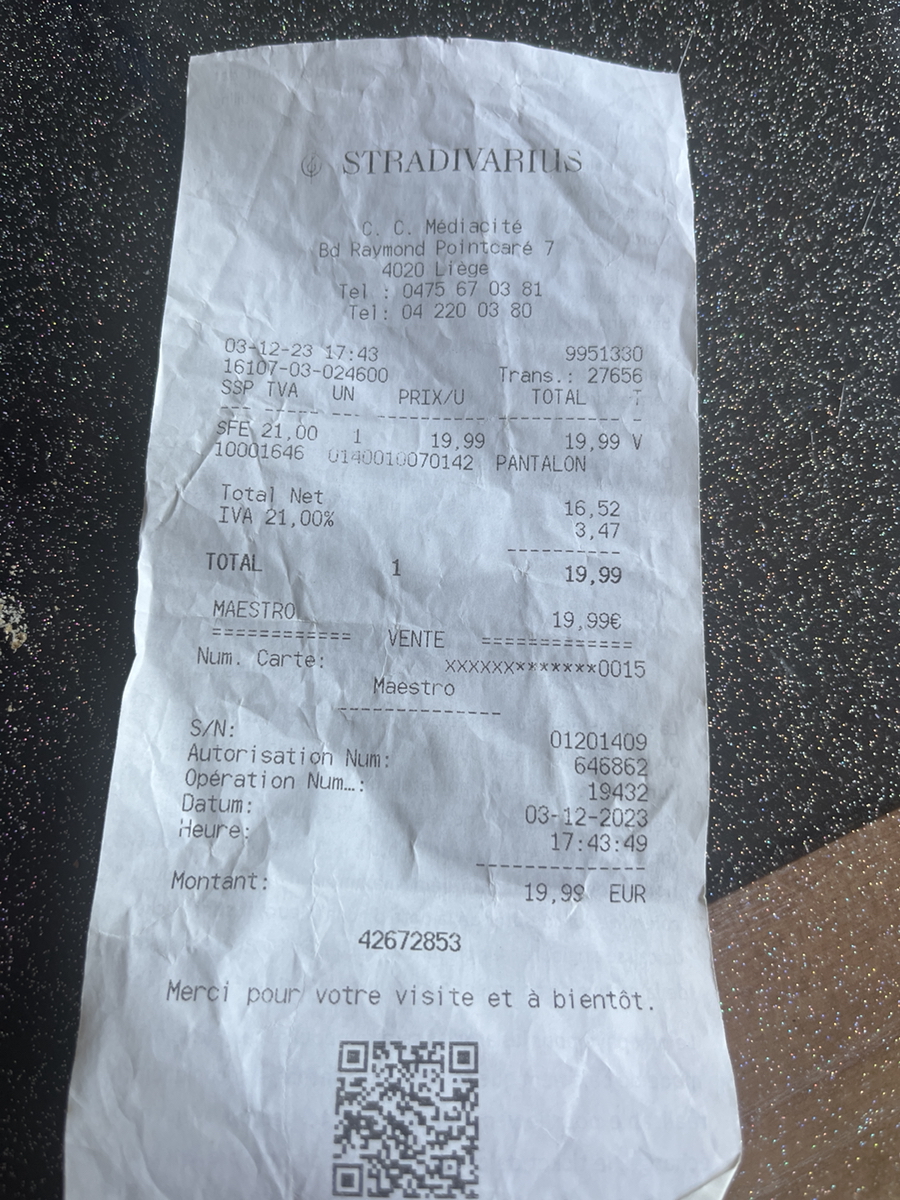 STRADIVARIUS
C. C. Médiacité
Bd Raymond Pointcaré 7
4020 Liège
Tel : 0475 67 03 81
Tel: 04 220 03 80
03-12-23 17:43 9951330
16107-03-024600 Trans.: 27656
SSP TVA UN PRIX/U TOTAL T
SFE 21,00 1 19,99 19,99 V
10001646 0140010070142 PANTALON
Total Net 16,52
IVA 21,00% 3,47
TOTAL 1 19,99
MAESTRO 19,99€
============ VENTE ============
Num. Carte: XXXXXX*******0015
Maestro
S/N: 01201409
Autorisation Num: 646862
Opération Num…: 19432
Datum: 03-12-2023
Heure: 17:43:49
Montant: 19,99 EUR
42672853
Merci pour votre visite et à bientôt.